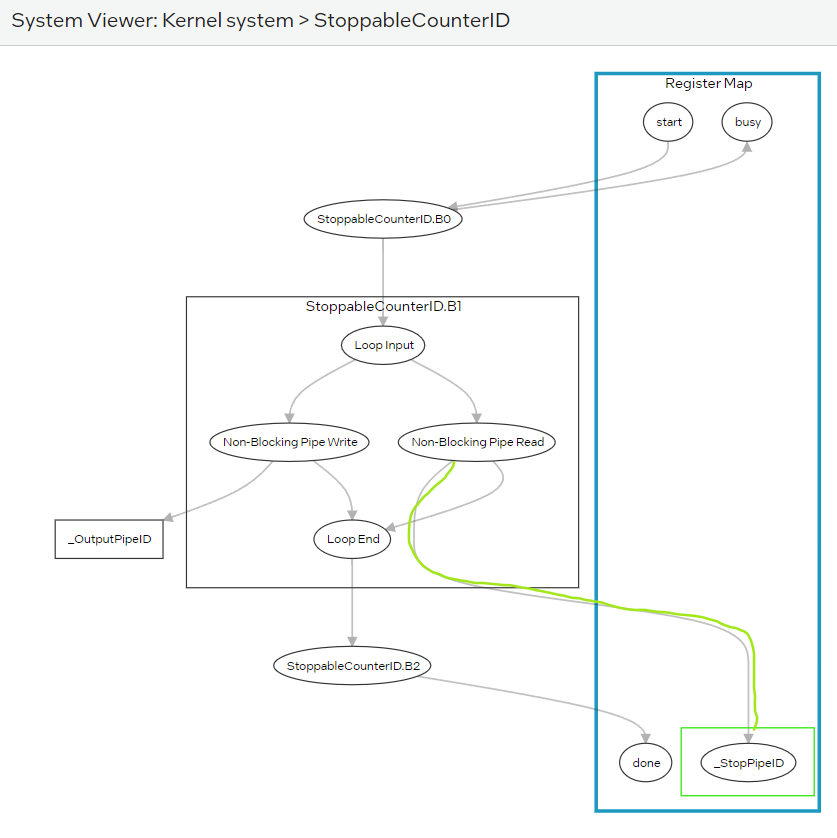 System Viewer: Kernel system > StoppableCounterID
Register Map
start
busy
StoppableCounterID.B0
StoppableCounterID.B1
Loop Input
Non-Blocking Pipe Write
Non-Blocking Pipe Read
_OutputPipeID
Loop End
StoppableCounterID.B2
done
_StopPipeID